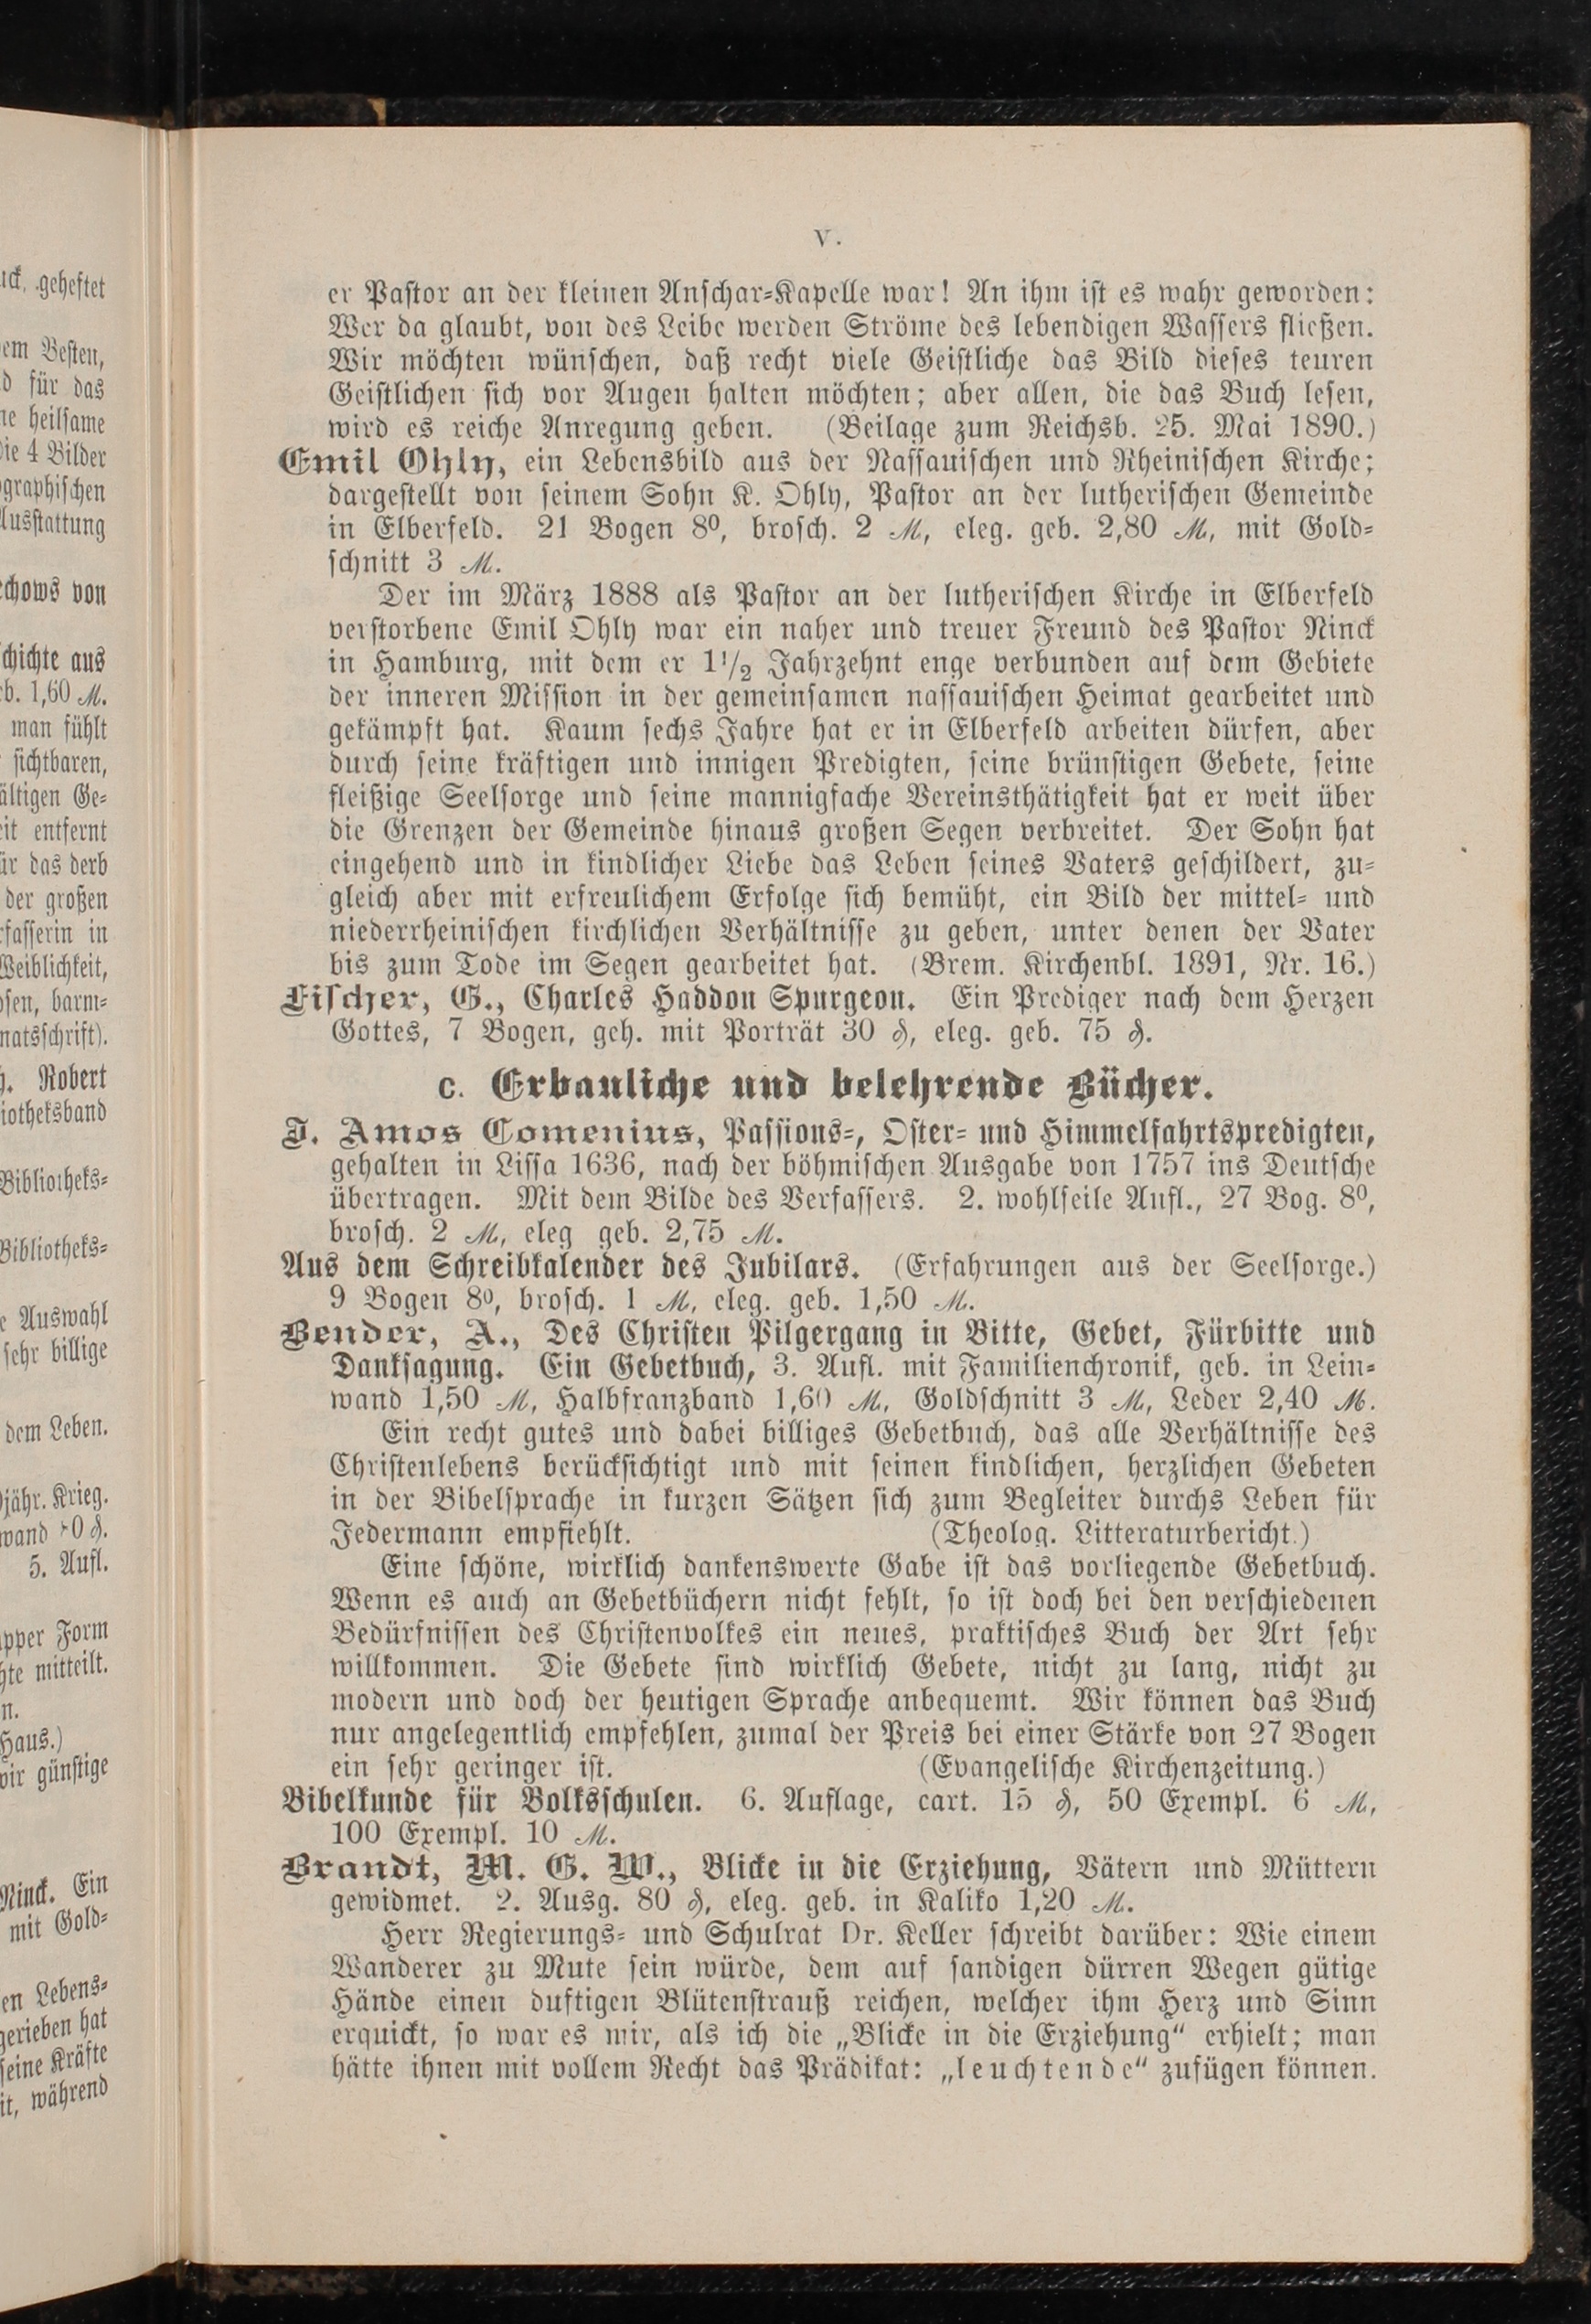 V.
er Pastor an der kleinen Anschar-Kapelle war! An ihm ist es wahr geworden:
Wer da glaubt, von des Leibe werden Ströme des lebendigen Wassers fließen.
Wir möchten wünschen, daß recht viele Geistliche das Bild dieses teuren
Geistlichen sich vor Augen halten möchten; aber allen, die das Buch lesen,
wird es reiche Anregung geben. (Beilage zum Reichsb. 25. Mai 1890.)
Emil Ohly, ein Lebensbild aus der Nassauischen und Rheinischen Kirche;
dargestellt von seinem Sohn K. Ohly, Pastor an der lutherischen Gemeinde
in Elberfeld. 21 Bogen 8⁰, brosch. 2 ℳ, eleg. geb. 2,80 ℳ, mit Gold-
schnitt 3 ℳ.
Der im März 1888 als Pastor an der lutherischen Kirche in Elberfeld
verstorbene Emil Ohly war ein naher und treuer Freund des Pastor Ninck
in Hamburg, mit dem er 1½ Jahrzehnt enge verbunden auf dem Gebiete
der inneren Mission in der gemeinsamen nassauischen Heimat gearbeitet und
gekämpft hat. Kaum sechs Jahre hat er in Elberfeld arbeiten dürfen, aber
durch seine kräftigen und innigen Predigten, seine brünstigen Gebete, seine
fleißige Seelsorge und seine mannigfache Vereinsthätigkeit hat er weit über
die Grenzen der Gemeinde hinaus großen Segen verbreitet. Der Sohn hat
eingehend und in kindlicher Liebe das Leben seines Vaters geschildert, zu-
gleich aber mit erfreulichem Erfolge sich bemüht, ein Bild der mittel- und
niederrheinischen kirchlichen Verhältnisse zu geben, unter denen der Vater
bis zum Tode im Segen gearbeitet hat. (Brem. Kirchenbl. 1891, Nr. 16.)
Fischer, G., Charles Haddon Spurgeon. Ein Prediger nach dem Herzen
Gottes, 7 Bogen, geh. mit Porträt 30 ₰, eleg. geb. 75 ₰.
c. Erbauliche und belehrende Bücher.
J. Amos Comenius, Passions-, Oster- und Himmelfahrtspredigten,
gehalten in Lissa 1636, nach der böhmischen Ausgabe von 1757 ins Deutsche
übertragen. Mit dem Bilde des Verfassers. 2. wohlfeile Aufl., 27 Bog. 8⁰,
brosch. 2 ℳ, eleg geb. 2,75 ℳ.
Aus dem Schreibkalender des Jubilars. (Erfahrungen aus der Seelsorge.)
9 Bogen 8⁰, brosch. 1 ℳ, eleg. geb. 1,50 ℳ.
Bender, A., Des Christen Pilgergang in Bitte, Gebet, Fürbitte und
Danksagung. Ein Gebetbuch, 3. Aufl. mit Familienchronik, geb. in Lein-
wand 1,50 ℳ, Halbfranzband 1,60 ℳ, Goldschnitt 3 ℳ, Leder 2,40 ℳ.
Ein recht gutes und dabei billiges Gebetbuch, das alle Verhältnisse des
Christenlebens berücksichtigt und mit seinen kindlichen, herzlichen Gebeten
in der Bibelsprache in kurzen Sätzen sich zum Begleiter durchs Leben für
Jedermann empfiehlt. (Theolog. Litteraturbericht.)
Eine schöne, wirklich dankenswerte Gabe ist das vorliegende Gebetbuch.
Wenn es auch an Gebetbüchern nicht fehlt, so ist doch bei den verschiedenen
Bedürfnissen des Christenvolkes ein neues, praktisches Buch der Art sehr
willkommen. Die Gebete sind wirklich Gebete, nicht zu lang, nicht zu
modern und doch der heutigen Sprache anbequemt. Wir können das Buch
nur angelegentlich empfehlen, zumal der Preis bei einer Stärke von 27 Bogen
ein sehr geringer ist. (Evangelische Kirchenzeitung.)
Bibelkunde für Volksschulen. 6. Auflage, cart. 15 ₰, 50 Exempl. 6 ℳ,
100 Exempl. 10 ℳ.
Brandt, M. G. W., Blicke in die Erziehung, Vätern und Müttern
gewidmet. 2. Ausg. 80 ₰, eleg. geb. in Kaliko 1,20 ℳ.
Herr Regierungs- und Schulrat Dr. Keller schreibt darüber: Wie einem
Wanderer zu Mute sein würde, dem auf sandigen dürren Wegen gütige
Hände einen duftigen Blütenstrauß reichen, welcher ihm Herz und Sinn
erquickt, so war es mir, als ich die „Blicke in die Erziehung“ erhielt; man
hätte ihnen mit vollem Recht das Prädikat: „leuchtende“ zufügen können.